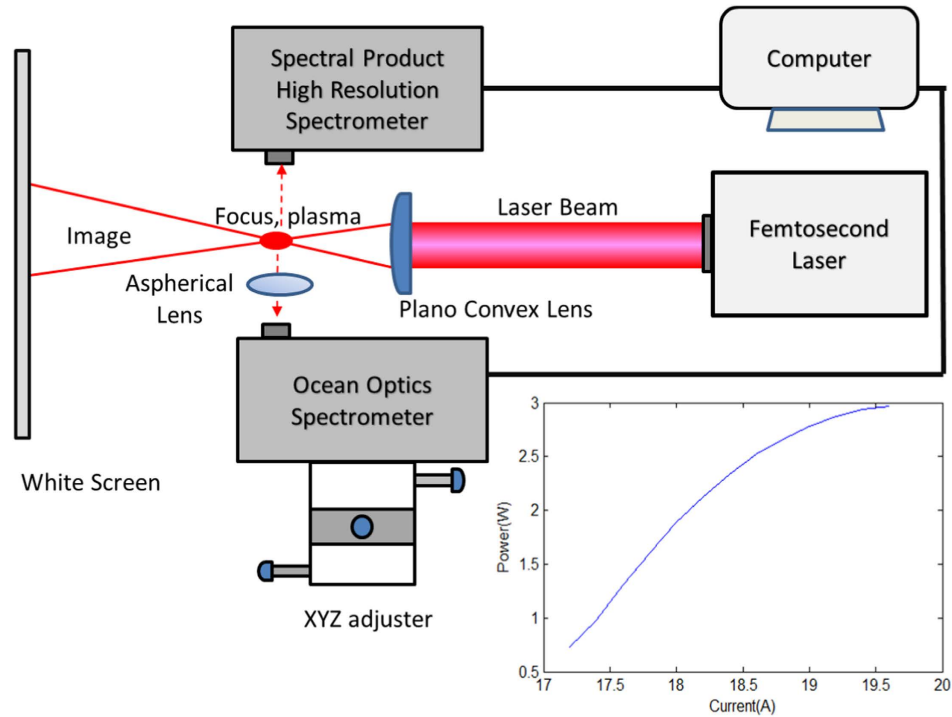 Spectral Product
High Resolution
Spectrometer
Computer
Focus, plasma
Laser Beam
Image
Femtosecond
Laser
Aspherical
Lens
Plano Convex Lens
Ocean Optics
Spectrometer
White Screen
XYZ adjuster
Power(W)
3
2.5
2
1.5
1
0.5
17
17.5
18
18.5
19
19.5
20
Current(A)